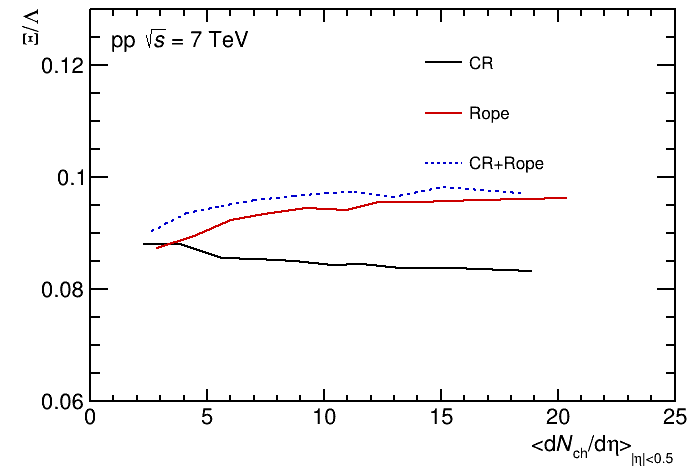 Ξ/Λ
pp √s = 7 TeV
CR
Rope
CR+Rope
0.12
0.1
0.08
0.06
0 5 10 15 20 25
<dNch/dη>|η|<0.5